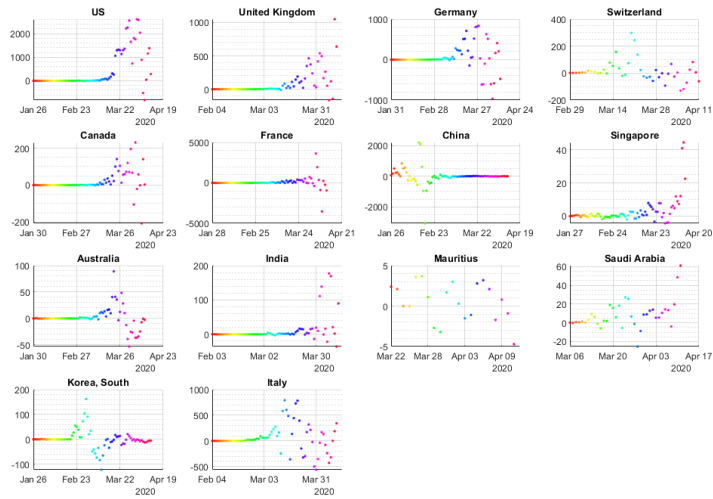 US
United Kingdom
Germany
Switzerland
2000
1000
0
Jan 26
Feb 23
Mar 22
Apr 19
2020
1000
500
0
Feb 04
Mar 03
Mar 31
2020
1000
0
-1000
Jan 31
Feb 28
Mar 27
Apr 24
2020
400
200
0
-200
Feb 29
Mar 14
Mar 28
Apr 11
2020
Canada
France
China
Singapore
200
0
-200
Jan 30
Feb 27
Mar 26
Apr 23
2020
5000
0
-5000
Jan 28
Feb 25
Mar 24
Apr 21
2020
2000
0
-2000
Jan 26
Feb 23
Mar 22
Apr 19
2020
40
20
0
Jan 27
Feb 24
Mar 23
Apr 20
2020
Australia
India
Mauritius
Saudi Arabia
100
50
0
-50
Jan 30
Feb 27
Mar 26
Apr 23
2020
200
100
0
Feb 03
Mar 02
Mar 30
2020
5
0
-5
Mar 22
Mar 28
Apr 03
Apr 09
2020
60
40
20
0
-20
Mar 06
Mar 20
Apr 03
Apr 17
2020
Korea, South
Italy
200
100
0
-100
Jan 26
Feb 23
Mar 22
Apr 19
2020
1000
500
0
-500
Feb 04
Mar 03
Mar 31
2020